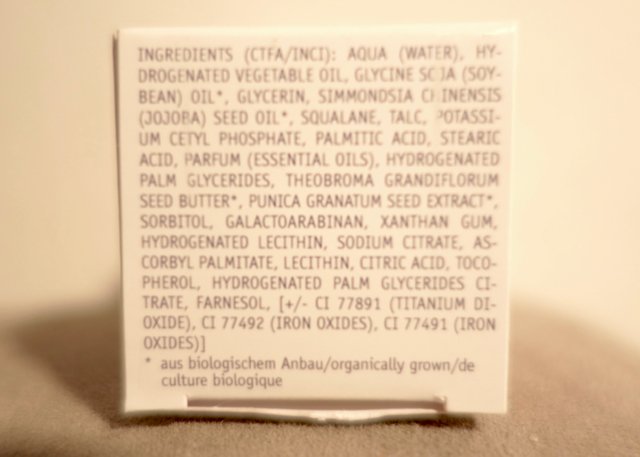 INGREDIENTS (CTFA/INCI): AQUA (WATER), HY-
DROGENATED VEGETABLE OIL, GLYCINE SOJA (SOY-
BEAN) OIL*, GLYCERIN, SIMMONDSIA CHINENSIS
(JOJOBA) SEED OIL*, SQUALANE, TALC, POTASSI-
UM CETYL PHOSPHATE, PALMITIC ACID, STEARIC
ACID, PARFUM (ESSENTIAL OILS), HYDROGENATED
PALM GLYCERIDES, THEOBROMA GRANDIFLORUM
SEED BUTTER*, PUNICA GRANATUM SEED EXTRACT*,
SORBITOL, GALACTOARABINAN, XANTHAN GUM,
HYDROGENATED LECITHIN, SODIUM CITRATE, AS-
CORBYL PALMITATE, LECITHIN, CITRIC ACID, TOCO-
PHEROL, HYDROGENATED PALM GLYCERIDES CI-
TRATE, FARNESOL, [+/- CI 77891 (TITANIUM DI-
OXIDE), CI 77492 (IRON OXIDES), CI 77491 (IRON
OXIDES)]
* aus biologischem Anbau/organically grown/de
culture biologique